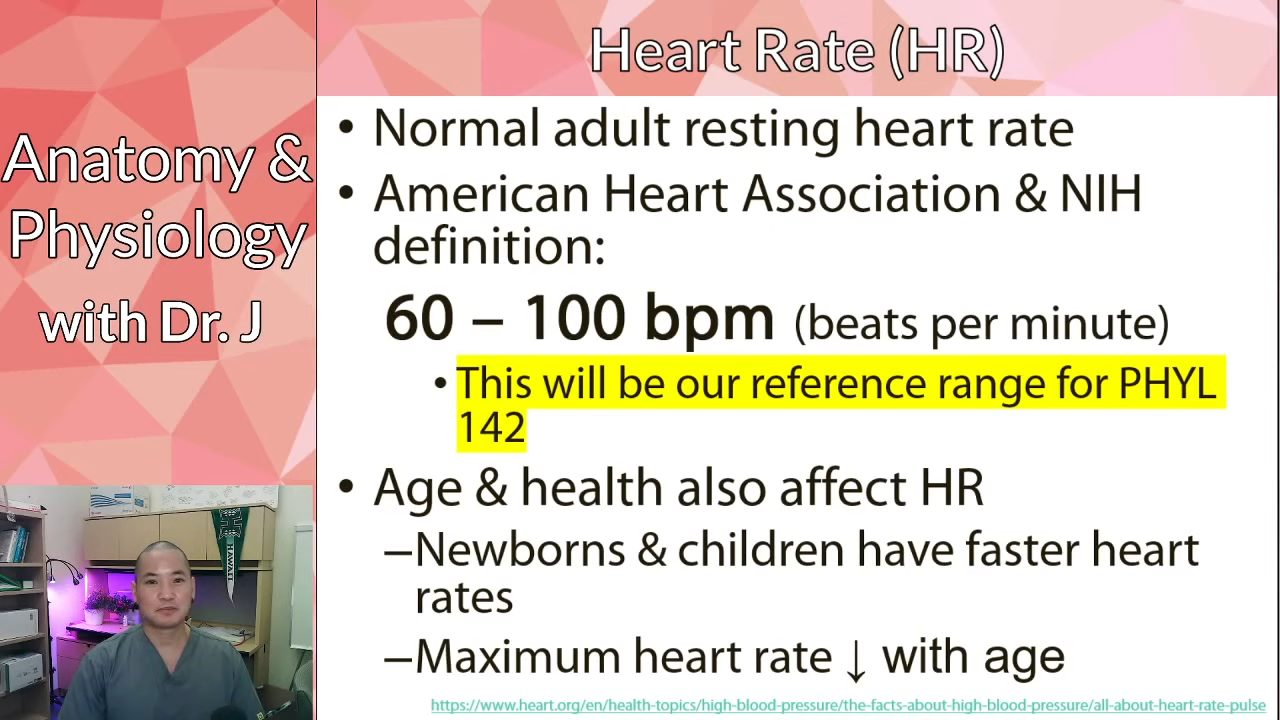 Anatomy &
Physiology
with Dr. J
Heart Rate (HR)
• Normal adult resting heart rate
• American Heart Association & NIH
definition:
60 – 100 bpm (beats per minute)
• This will be our reference range for PHYL
142
• Age & health also affect HR
–Newborns & children have faster heart
rates
–Maximum heart rate ↓ with age
https://www.heart.org/en/health-topics/high-blood-pressure/the-facts-about-high-blood-pressure/all-about-heart-rate-pulse
H
HAWAII